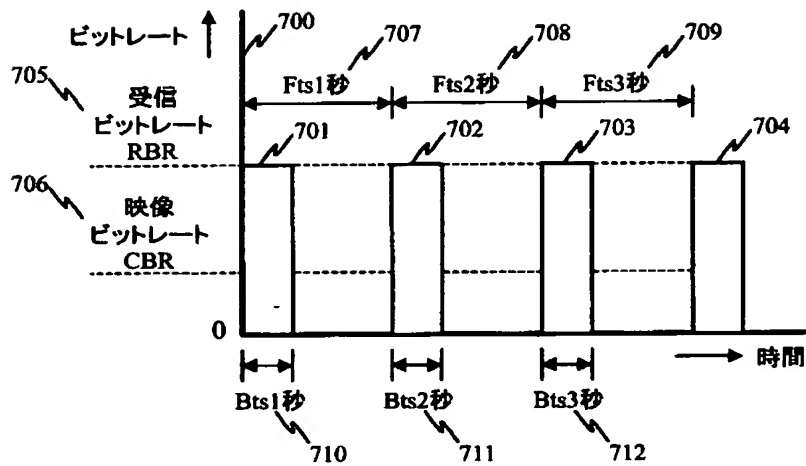 ビットレート
700
707
708
709
705
Fts1秒
Fts2秒
Fts3秒
受信
ビットレート
RBR
701
702
703
704
706
映像
ビットレート
CBR
0
時間
Bts1秒
Bts2秒
Bts3秒
710
711
712